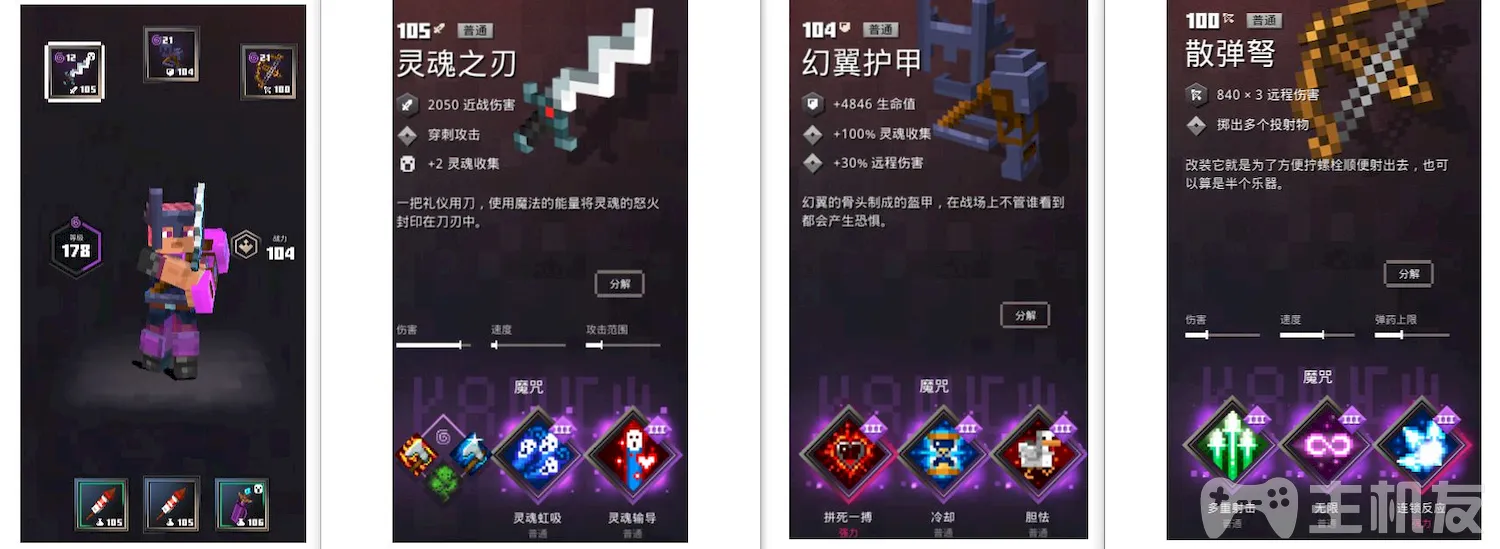 12
105
21
104
21
100
等级
178
战力
104
105
105
106
105 普通
灵魂之刃
2050 近战伤害
穿刺攻击
+2 灵魂收集
一把礼仪用刀，使用魔法的能量将灵魂的怒火
封印在刀刃中。
分解
伤害 速度 攻击范围
魔咒
III III
灵魂虹吸 灵魂输导
普通 普通
104 普通
幻翼护甲
+4846 生命值
+100% 灵魂收集
+30% 远程伤害
幻翼的骨头制成的盔甲，在战场上不管谁看到
都会产生恐惧。
分解
魔咒
III III III
拼死一搏 冷却 胆怯
强力 普通 普通
100 普通
散弹弩
840 × 3 远程伤害
掷出多个投射物
改装它就是为了方便拧螺栓顺便射出去，也可
以算是半个乐器。
分解
伤害 速度 弹药上限
魔咒
III III III
多重射击 无限 连锁反应
普通 普通 强力
主机友